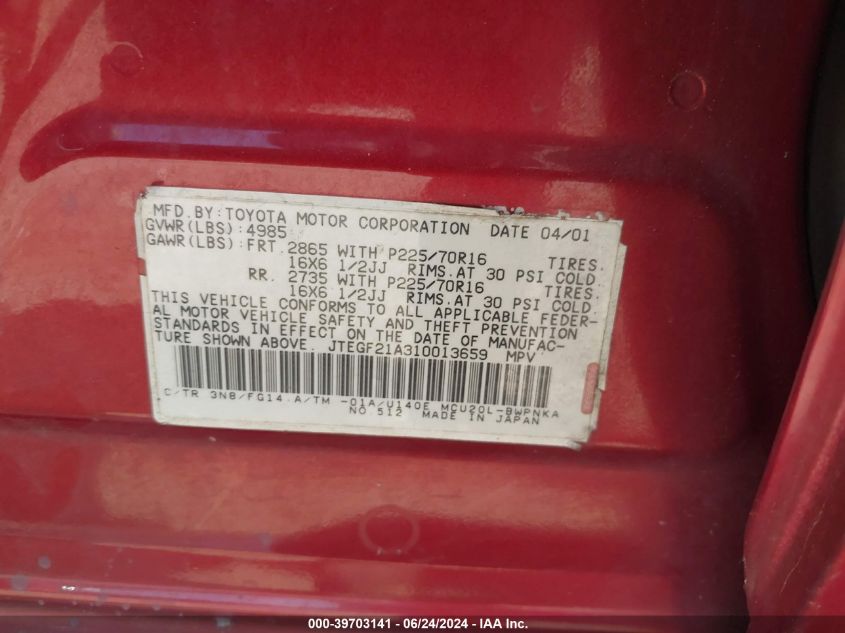 MFD. BY: TOYOTA MOTOR CORPORATION DATE 04/01
GVWR(LBS): 4985
GAWR(LBS): FRT. 2865 WITH P225/70R16 TIRES.
16X6 1/2JJ RIMS.AT 30 PSI COLD.
RR. 2735 WITH P225/70R16 TIRES.
16X6 1/2JJ RIMS.AT 30 PSI COLD.
THIS VEHICLE CONFORMS TO ALL APPLICABLE FEDER-
AL MOTOR VEHICLE SAFETY AND THEFT PREVENTION
STANDARDS IN EFFECT ON THE DATE OF MANUFAC-
TURE SHOWN ABOVE. JTEGF21A310013659 MPV
C/TR 3N8/FG14 A/TM -01A/U140E MCU20L-BWPNKA
NO.512 MADE IN JAPAN
000-39703141 - 06/24/2024 - IAA Inc.